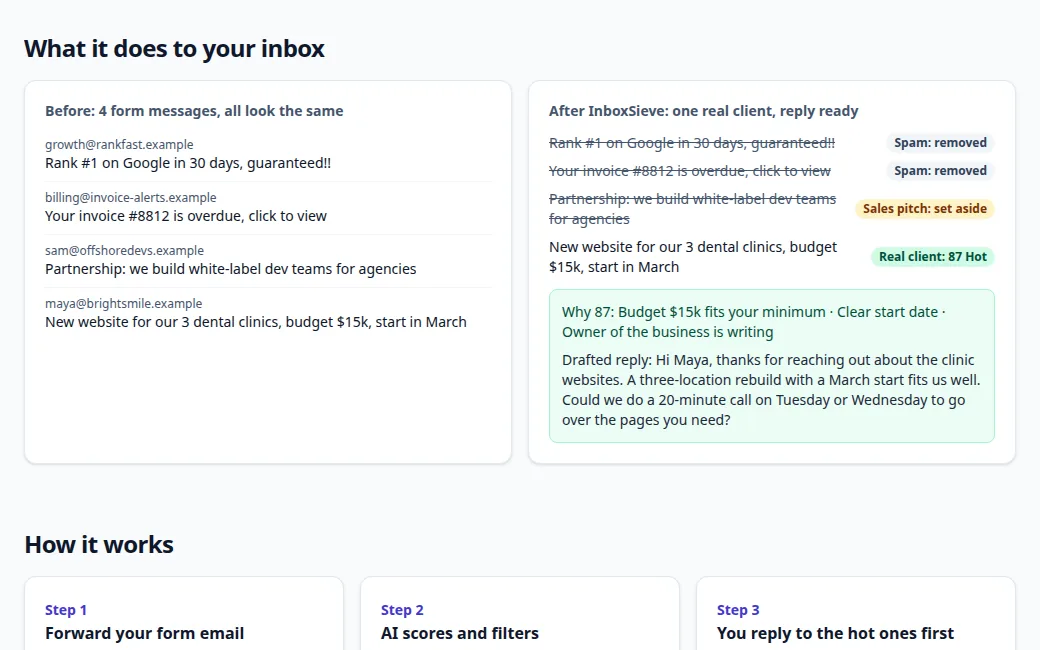 What it does to your inbox
Before: 4 form messages, all look the same
growth@rankfast.example
Rank #1 on Google in 30 days, guaranteed!!
billing@invoice-alerts.example
Your invoice #8812 is overdue, click to view
sam@offshoredevs.example
Partnership: we build white-label dev teams for agencies
maya@brightsmile.example
New website for our 3 dental clinics, budget $15k, start in March
After InboxSieve: one real client, reply ready
Rank #1 on Google in 30 days, guaranteed!!
Spam: removed
Your invoice #8812 is overdue, click to view
Spam: removed
Partnership: we build white-label dev teams
for agencies
Sales pitch: set aside
New website for our 3 dental clinics, budget
$15k, start in March
Real client: 87 Hot
Why 87: Budget $15k fits your minimum · Clear start date ·
Owner of the business is writing
Drafted reply: Hi Maya, thanks for reaching out about the clinic
websites. A three-location rebuild with a March start fits us well.
Could we do a 20-minute call on Tuesday or Wednesday to go
over the pages you need?
How it works
Step 1
Forward your form email
Step 2
AI scores and filters
Step 3
You reply to the hot ones first